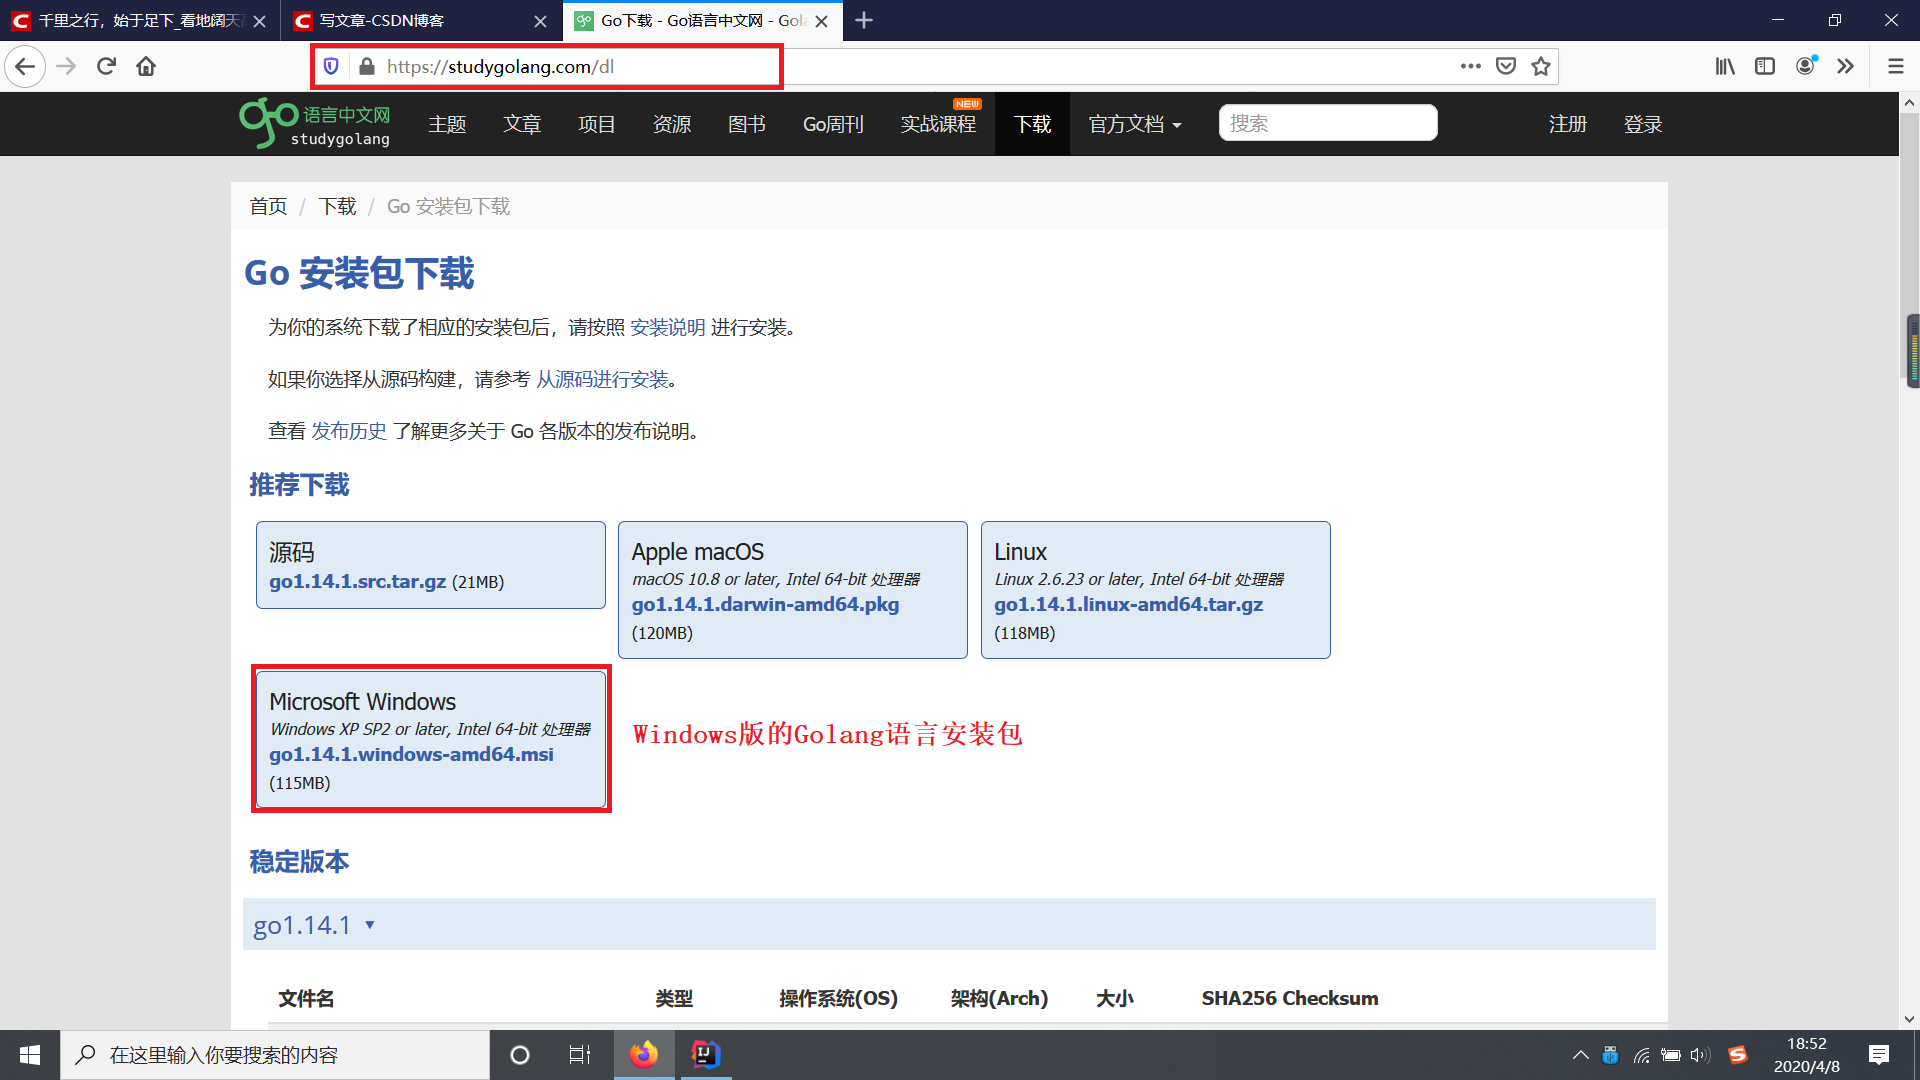 千里之行，始于足下_看地阔天
写文章-CSDN博客
Go下载 - Go语言中文网 - Gola
https://studygolang.com/dl
go 语言中文网
studygolang
主题
文章
项目
资源
图书
Go周刊
实战课程
NEW
下载
官方文档
搜索
注册
登录
首页 / 下载 / Go 安装包下载
Go 安装包下载
为你的系统下载了相应的安装包后，请按照 安装说明 进行安装。
如果你选择从源码构建，请参考 从源码进行安装。
查看 发布历史 了解更多关于 Go 各版本的发布说明。
推荐下载
源码
go1.14.1.src.tar.gz (21MB)
Apple macOS
macOS 10.8 or later, Intel 64-bit 处理器
go1.14.1.darwin-amd64.pkg
(120MB)
Linux
Linux 2.6.23 or later, Intel 64-bit 处理器
go1.14.1.linux-amd64.tar.gz
(118MB)
Microsoft Windows
Windows XP SP2 or later, Intel 64-bit 处理器
go1.14.1.windows-amd64.msi
(115MB)
Windows版的Golang语言安装包
稳定版本
go1.14.1 ▾
文件名
类型
操作系统(OS)
架构(Arch)
大小
SHA256 Checksum
在这里输入你要搜索的内容
18:52
2020/4/8